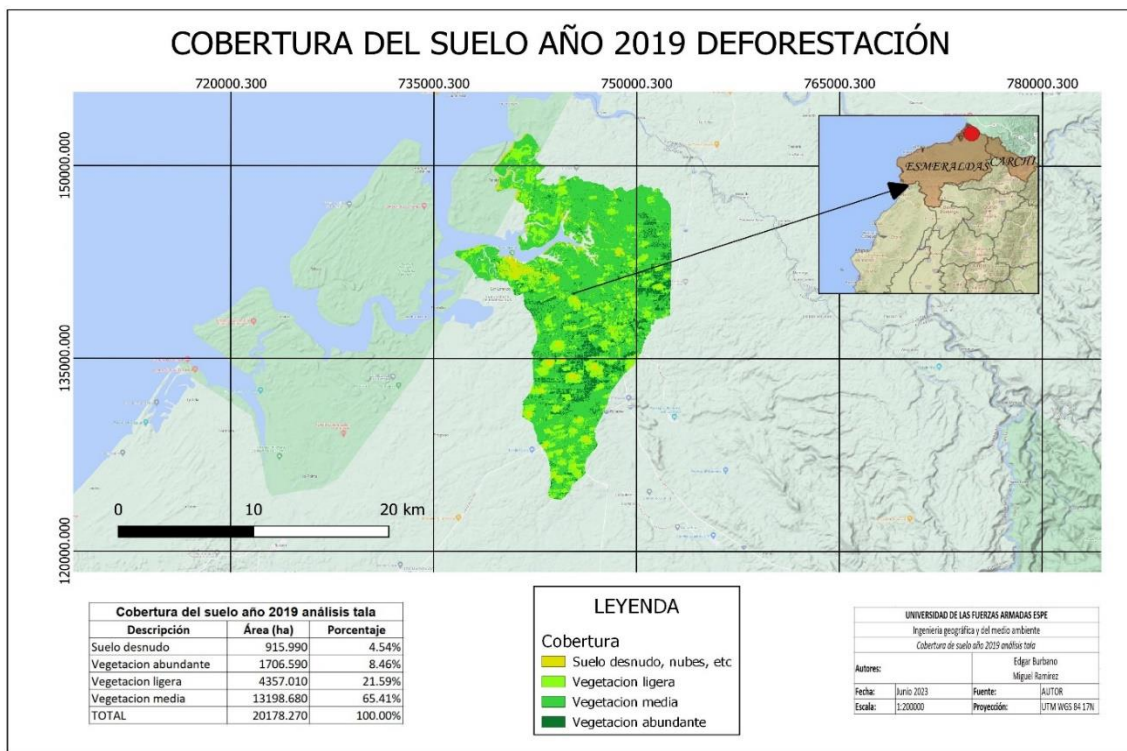 COBERTURA DEL SUELO AÑO 2019 DEFORESTACIÓN
720000.300 735000.300 750000.300 765000.300 780000.300
150000.000
135000.000
120000.000
ESMERALDAS
CARCHI
0 10 20 km
Cobertura del suelo año 2019 análisis tala
Descripción Área (ha) Porcentaje
Suelo desnudo 915.990 4.54%
Vegetacion abundante 1706.590 8.46%
Vegetacion ligera 4357.010 21.59%
Vegetacion media 13198.680 65.41%
TOTAL 20178.270 100.00%
LEYENDA
Cobertura
Suelo desnudo, nubes, etc
Vegetacion ligera
Vegetacion media
Vegetacion abundante
UNIVERSIDAD DE LAS FUERZAS ARMADAS ESPE
Ingeniería geográfica y del medio ambiente
Cobertura de suelo año 2019 análisis tala
Autores: Edgar Burbano
Miguel Ramirez
Fecha: Junio 2023 Fuente: AUTOR
Escala: 1:200000 Proyección: UTM WGS 84 17N